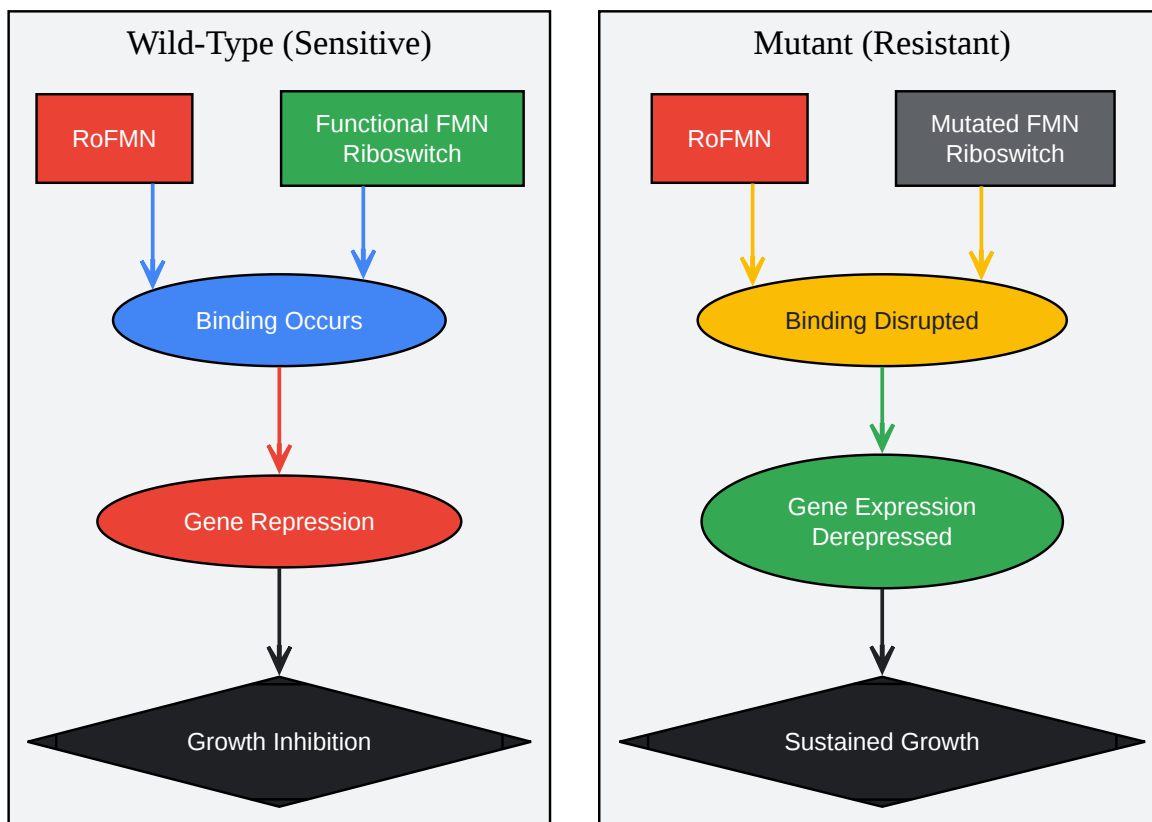 Wild-Type (Sensitive)
RoFMN
Functional FMN
Riboswitch
Binding Occurs
Gene Repression
Growth Inhibition
Mutant (Resistant)
RoFMN
Mutated FMN
Riboswitch
Binding Disrupted
Gene Expression
Derepressed
Sustained Growth